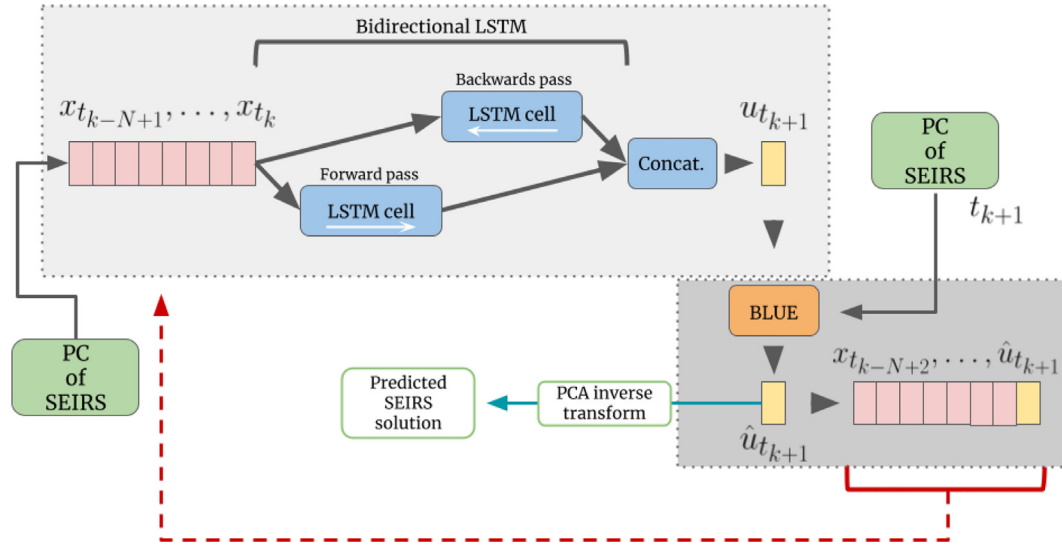 Bidirectional LSTM
Backwards pass
x_{t_{k-N+1}}, ..., x_{t_k}
LSTM cell
u_{t_{k+1}}
PC
of
SEIRS
Concat.
Forward pass
LSTM cell
t_{k+1}
BLUE
PC
of
SEIRS
x_{t_{k-N+2}}, ..., û_{t_{k+1}}
Predicted
SEIRS
solution
PCA inverse
transform
û_{t_{k+1}}